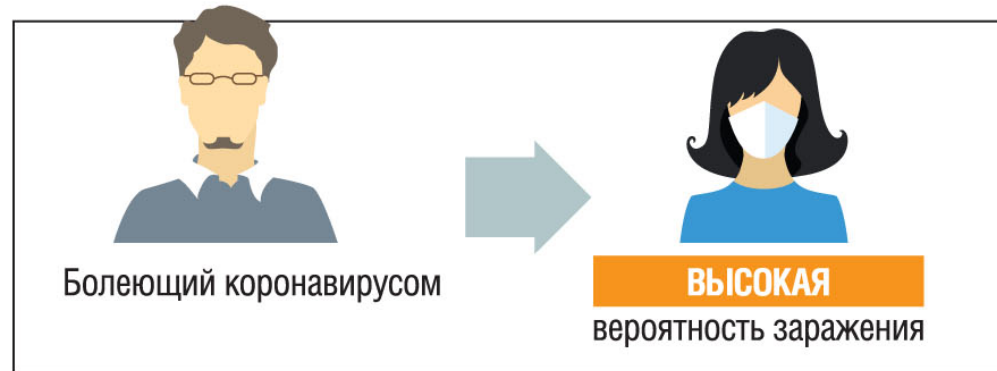 Болеющий коронавирусом
ВЫСОКАЯ
вероятность заражения